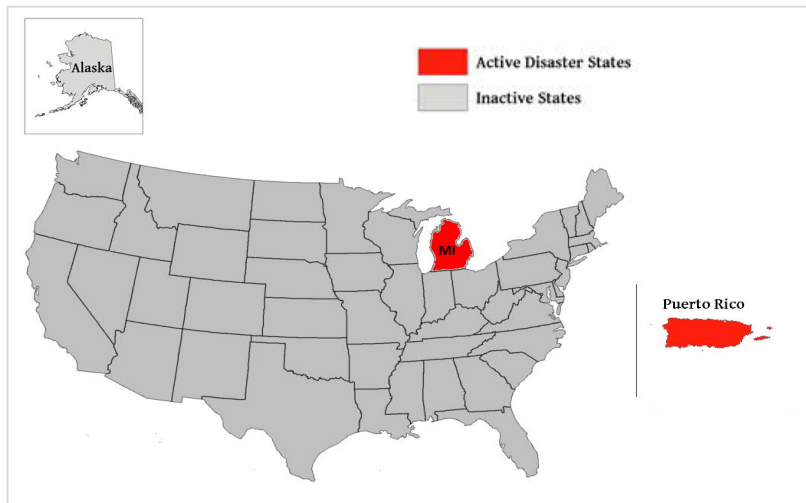 Alaska
Active Disaster States
Inactive States
MI
Puerto Rico